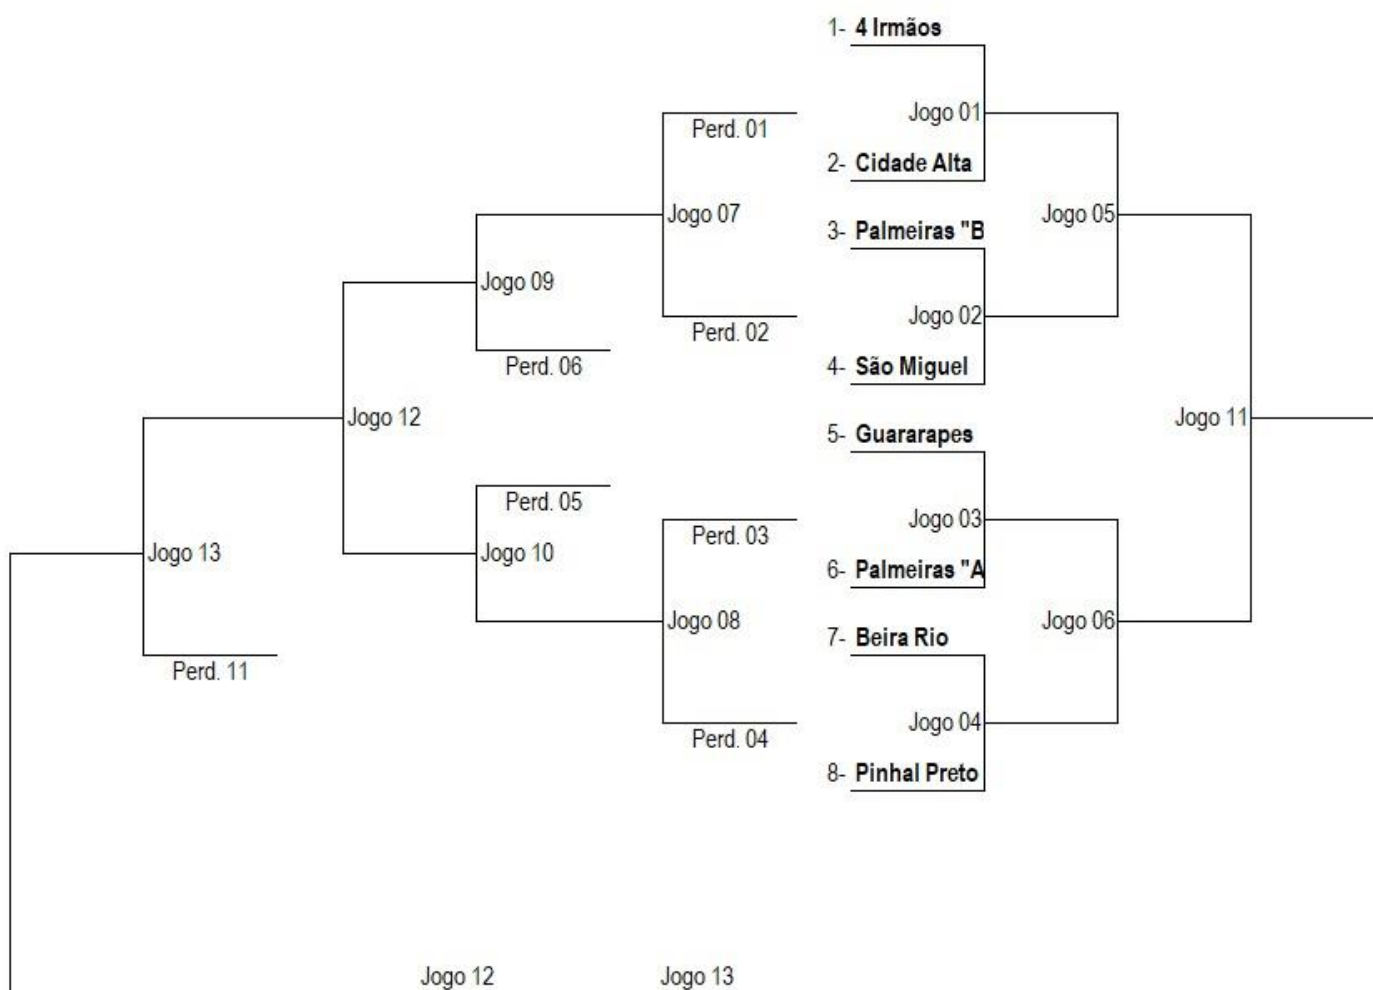 1- 4 Irmãos
Jogo 01
Perd. 01
2- Cidade Alta
Jogo 07
Jogo 05
3- Palmeiras "B
Jogo 09
Jogo 02
Perd. 02
Perd. 06
4- São Miguel
Jogo 12
Jogo 11
5- Guararapes
Perd. 05
Jogo 03
Perd. 03
Jogo 13
Jogo 10
6- Palmeiras "A
Jogo 08
Jogo 06
7- Beira Rio
Perd. 11
Jogo 04
Perd. 04
8- Pinhal Preto
Jogo 12 Jogo 13